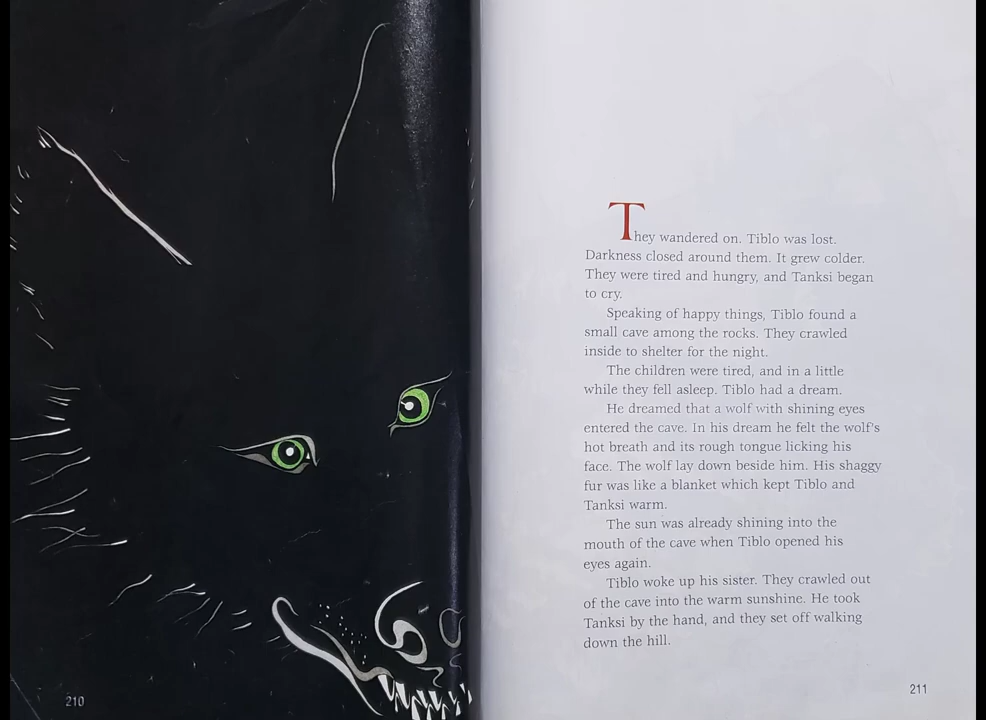 210
They wandered on. Tiblo was lost.
Darkness closed around them. It grew colder.
They were tired and hungry, and Tanksi began
to cry.
Speaking of happy things, Tiblo found a
small cave among the rocks. They crawled
inside to shelter for the night.
The children were tired, and in a little
while they fell asleep. Tiblo had a dream.
He dreamed that a wolf with shining eyes
entered the cave. In his dream he felt the wolf's
hot breath and its rough tongue licking his
face. The wolf lay down beside him. His shaggy
fur was like a blanket which kept Tiblo and
Tanksi warm.
The sun was already shining into the
mouth of the cave when Tiblo opened his
eyes again.
Tiblo woke up his sister. They crawled out
of the cave into the warm sunshine. He took
Tanksi by the hand, and they set off walking
down the hill.
211